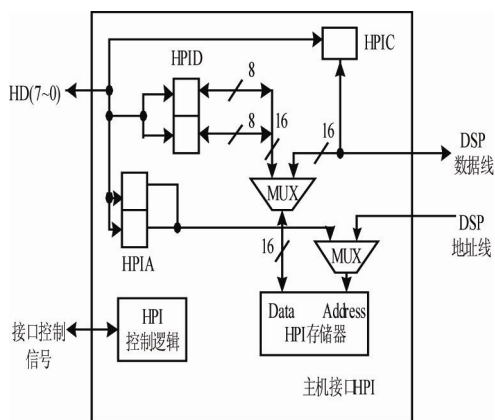 HPIC
HPID
8
HD(7~0)
8
16
16
DSP
数据线
MUX
DSP
地址线
16
MUX
HPIA
Data Address
HPI存储器
HPI
控制逻辑
接口控制
信号
主机接口HPI